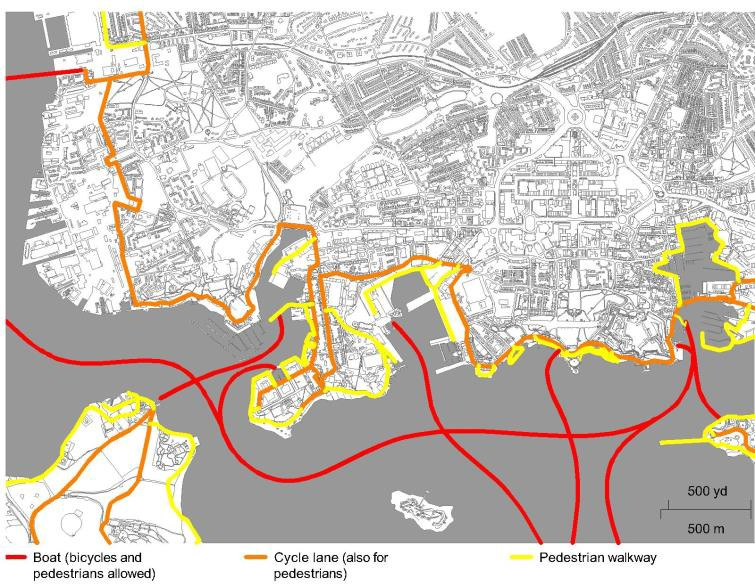 500 yd
500 m
Boat (bicycles and
pedestrians allowed)
Cycle lane (also for
pedestrians)
Pedestrian walkway